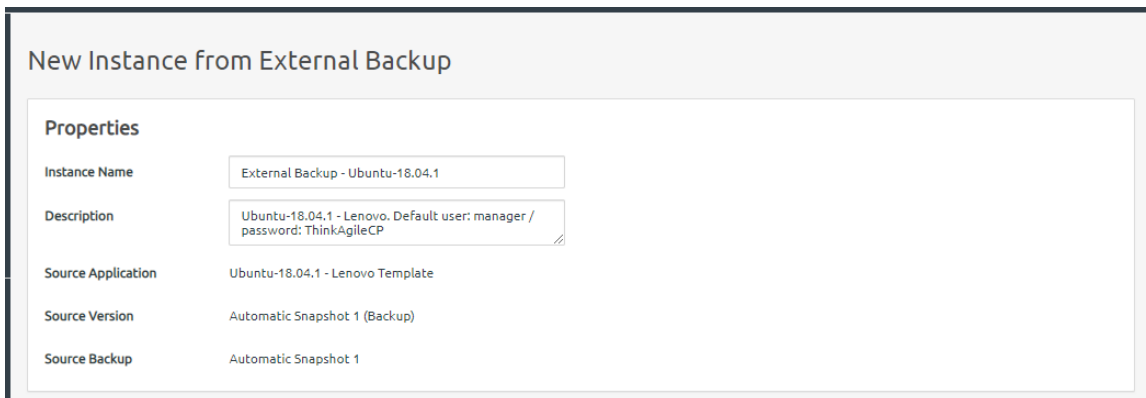 New Instance from External Backup
Properties
Instance Name
External Backup - Ubuntu-18.04.1
Description
Ubuntu-18.04.1 - Lenovo. Default user: manager /
password: ThinkAgileCP
Source Application
Ubuntu-18.04.1 - Lenovo Template
Source Version
Automatic Snapshot 1 (Backup)
Source Backup
Automatic Snapshot 1